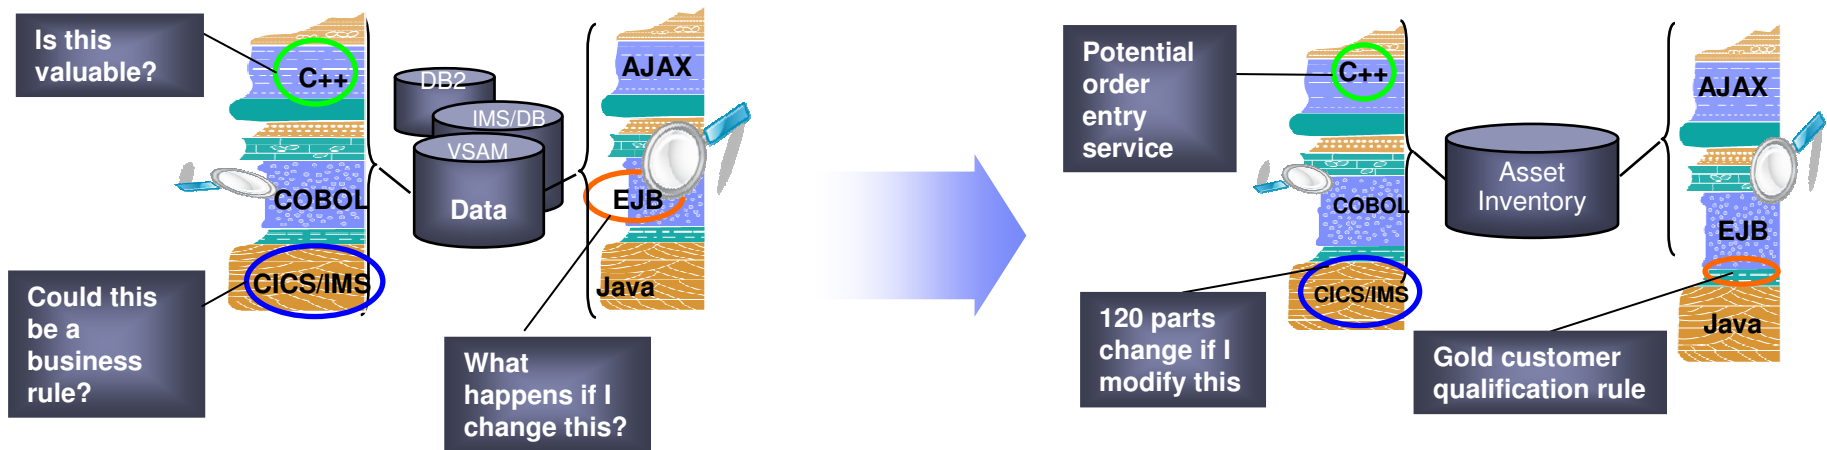 Is this
valuable?
C++
DB2
IMS/DB
VSAM
Data
COBOL
CICS/IMS
AJAX
EJB
Java
Could this
be a
business
rule?
What
happens if I
change this?
Potential
order
entry
service
C++
COBOL
CICS/IMS
Asset
Inventory
AJAX
EJB
Java
120 parts
change if I
modify this
Gold customer
qualification rule